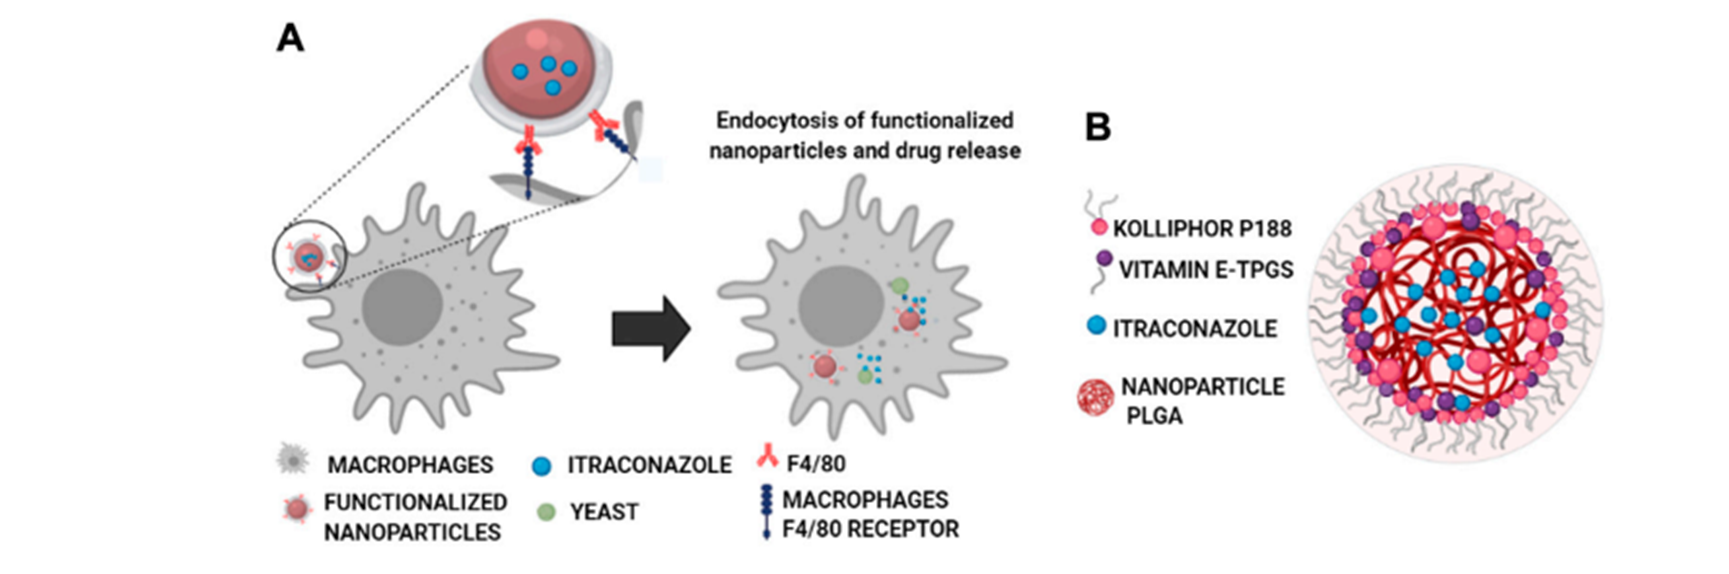 A
Endocytosis of functionalized
nanoparticles and drug release
MACROPHAGES
ITRACONAZOLE
F4/80
FUNCTIONALIZED
NANOPARTICLES
YEAST
MACROPHAGES
F4/80 RECEPTOR
B
KOLLIPHOR P188
VITAMIN E-TPGS
ITRACONAZOLE
NANOPARTICLE
PLGA